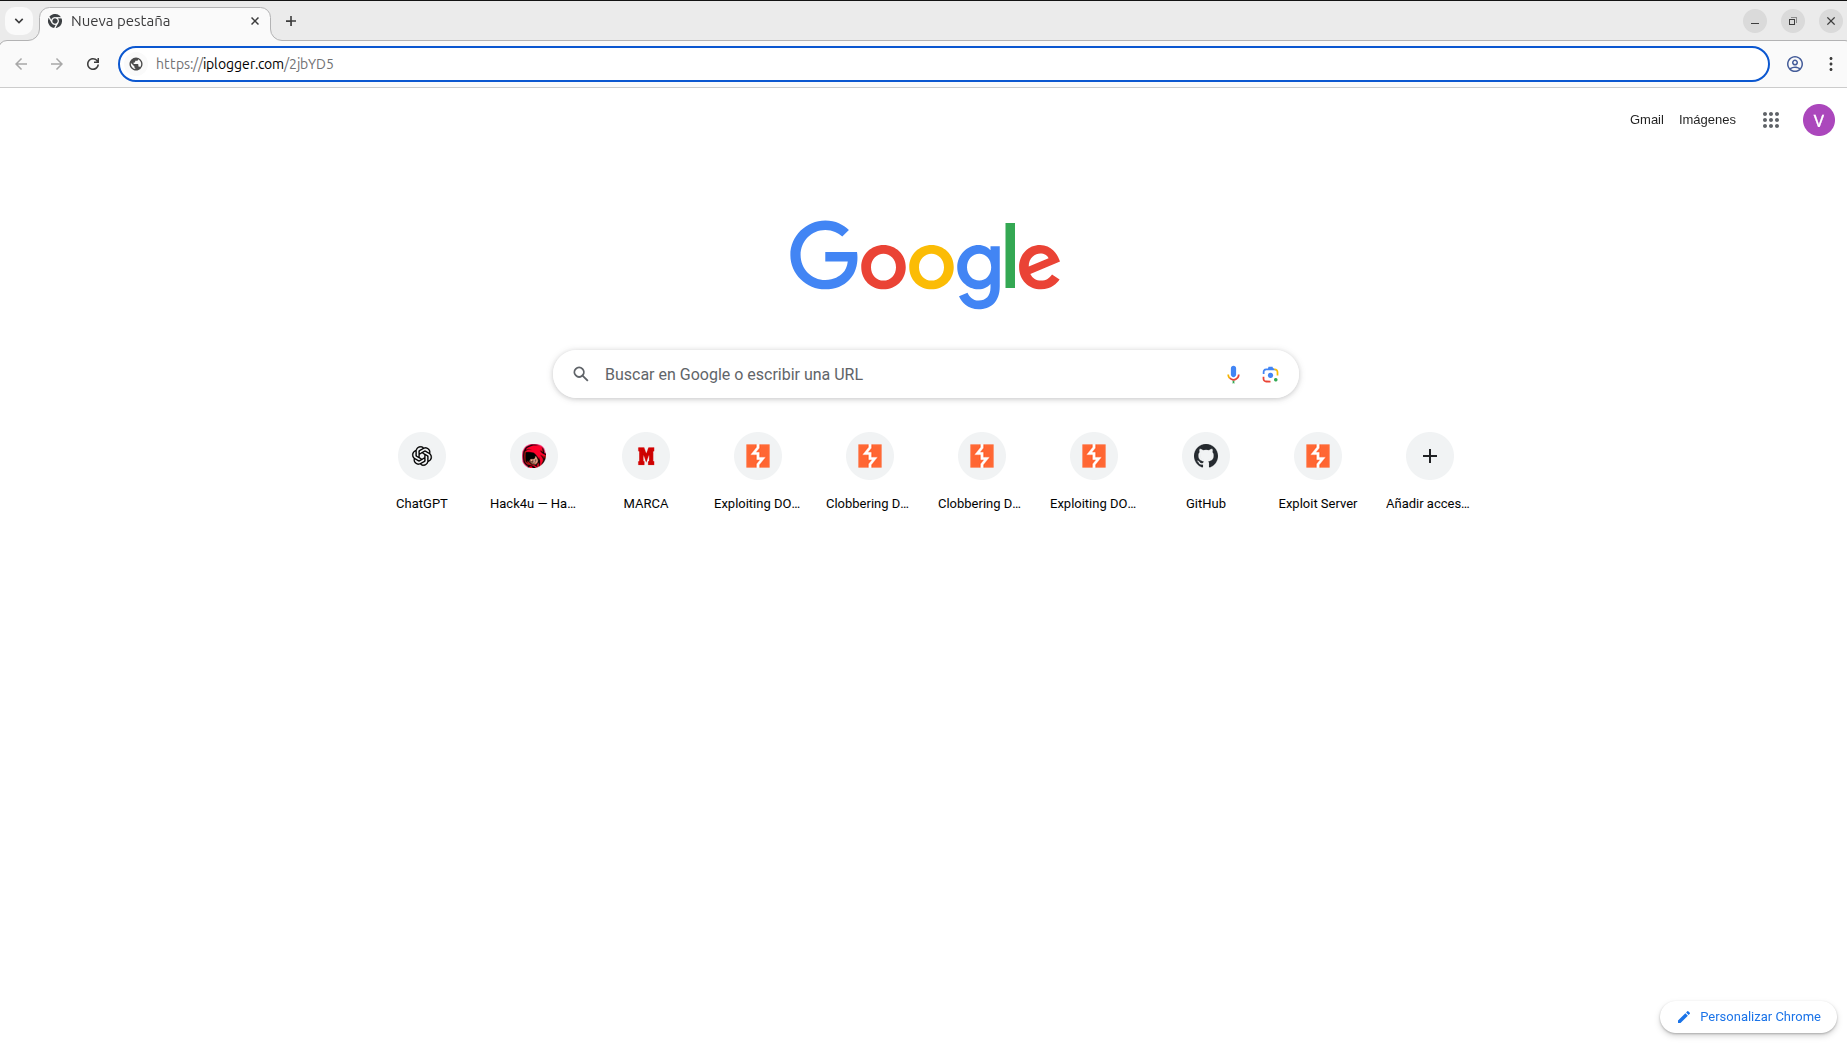 Nueva pestaña
https://iplogger.com/2jbYD5
Gmail Imágenes
V
Google
Buscar en Google o escribir una URL
M
ChatGPT
Hack4u — Ha...
MARCA
Exploiting DO...
Clobbering D...
Clobbering D...
Exploiting DO...
GitHub
Exploit Server
Añadir acces...
Personalizar Chrome